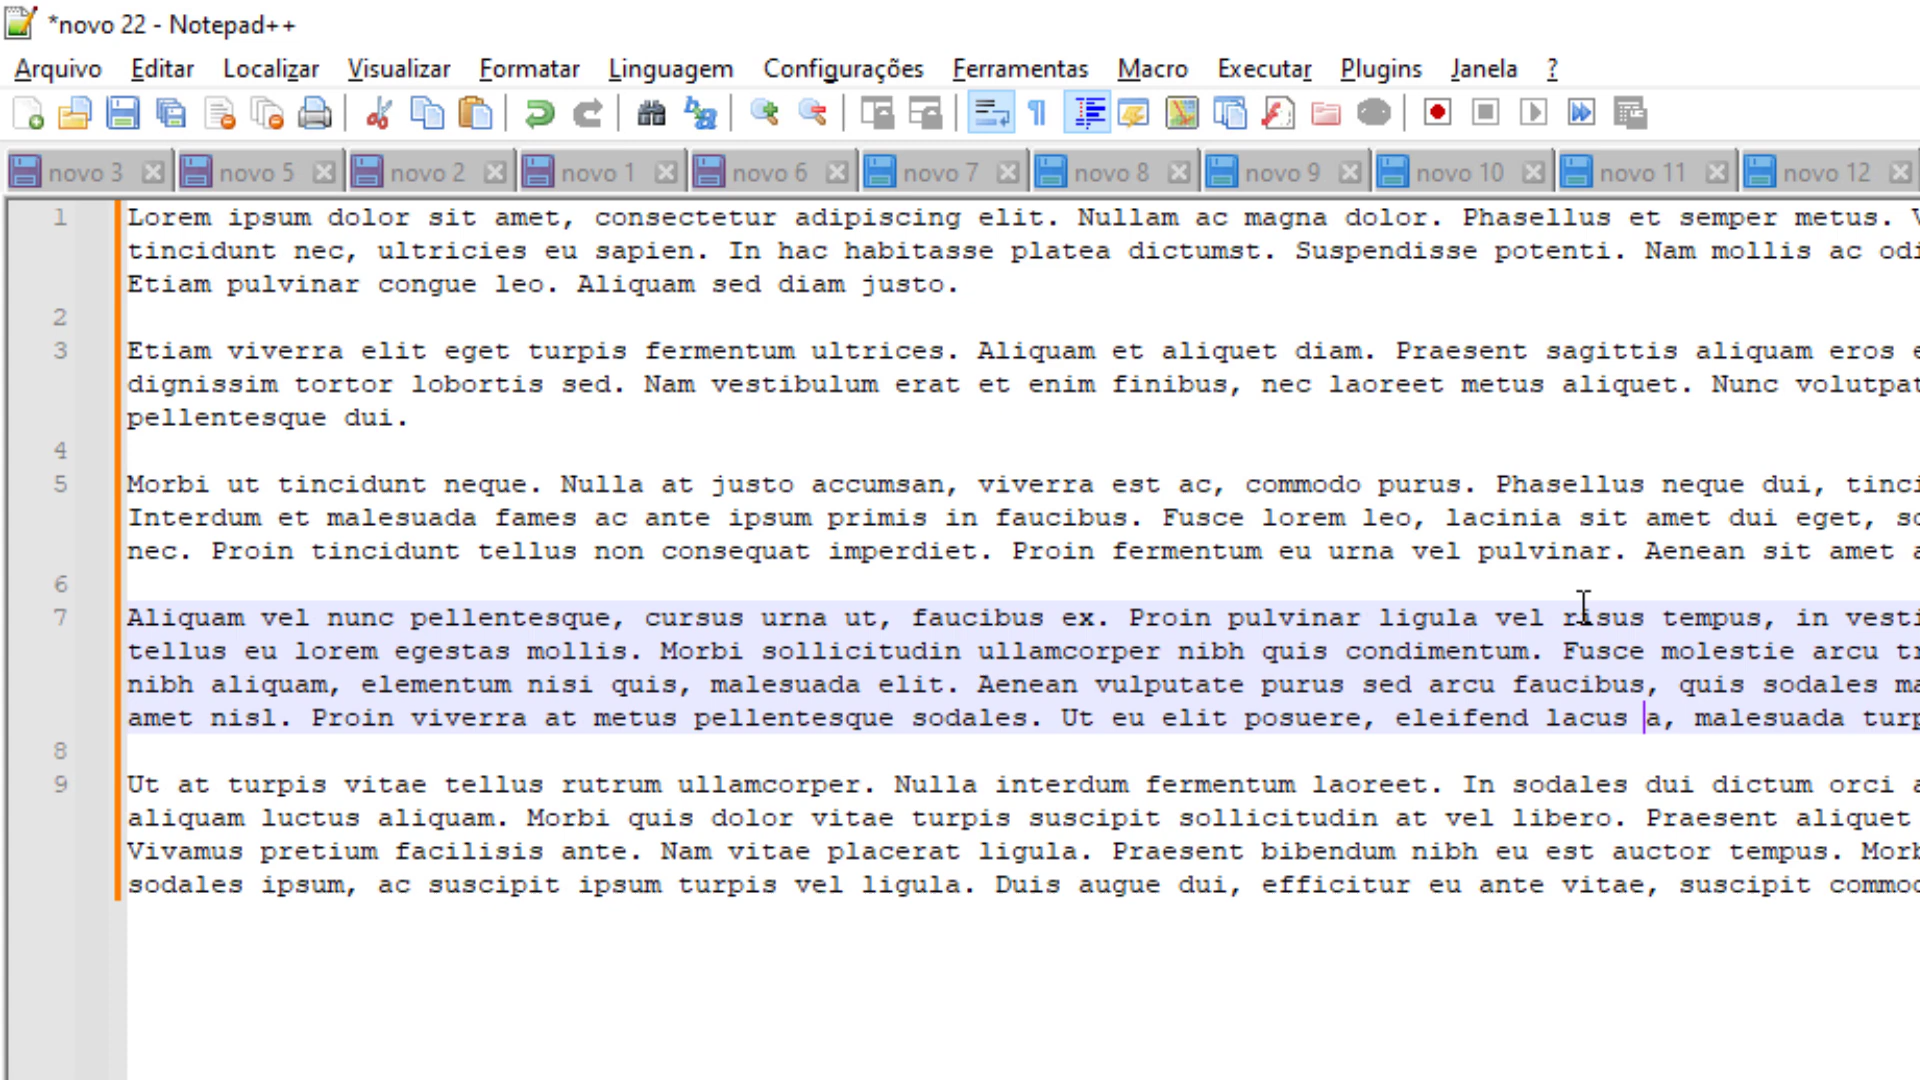 *novo 22 - Notepad++
Arquivo Editar Localizar Visualizar Formatar Linguagem Configurações Ferramentas Macro Executar Plugins Janela ?
novo 3 novo 5 novo 2 novo 1 novo 6 novo 7 novo 8 novo 9 novo 10 novo 11 novo 12
1 Lorem ipsum dolor sit amet, consectetur adipiscing elit. Nullam ac magna dolor. Phasellus et semper metus.
tincidunt nec, ultricies eu sapien. In hac habitasse platea dictumst. Suspendisse potenti. Nam mollis ac odi
Etiam pulvinar congue leo. Aliquam sed diam justo.
2
3 Etiam viverra elit eget turpis fermentum ultrices. Aliquam et aliquet diam. Praesent sagittis aliquam eros e
dignissim tortor lobortis sed. Nam vestibulum erat et enim finibus, nec laoreet metus aliquet. Nunc volutpat
pellentesque dui.
4
5 Morbi ut tincidunt neque. Nulla at justo accumsan, viverra est ac, commodo purus. Phasellus neque dui, tinci
Interdum et malesuada fames ac ante ipsum primis in faucibus. Fusce lorem leo, lacinia sit amet dui eget, so
nec. Proin tincidunt tellus non consequat imperdiet. Proin fermentum eu urna vel pulvinar. Aenean sit amet a
6
7 Aliquam vel nunc pellentesque, cursus urna ut, faucibus ex. Proin pulvinar ligula vel risus tempus, in vesti
tellus eu lorem egestas mollis. Morbi sollicitudin ullamcorper nibh quis condimentum. Fusce molestie arcu tr
nibh aliquam, elementum nisi quis, malesuada elit. Aenean vulputate purus sed arcu faucibus, quis sodales ma
amet nisl. Proin viverra at metus pellentesque sodales. Ut eu elit posuere, eleifend lacus a, malesuada turp
8
9 Ut at turpis vitae tellus rutrum ullamcorper. Nulla interdum fermentum laoreet. In sodales dui dictum orci a
aliquam luctus aliquam. Morbi quis dolor vitae turpis suscipit sollicitudin at vel libero. Praesent aliquet
Vivamus pretium facilisis ante. Nam vitae placerat ligula. Praesent bibendum nibh eu est auctor tempus. Morb
sodales ipsum, ac suscipit ipsum turpis vel ligula. Duis augue dui, efficitur eu ante vitae, suscipit commod